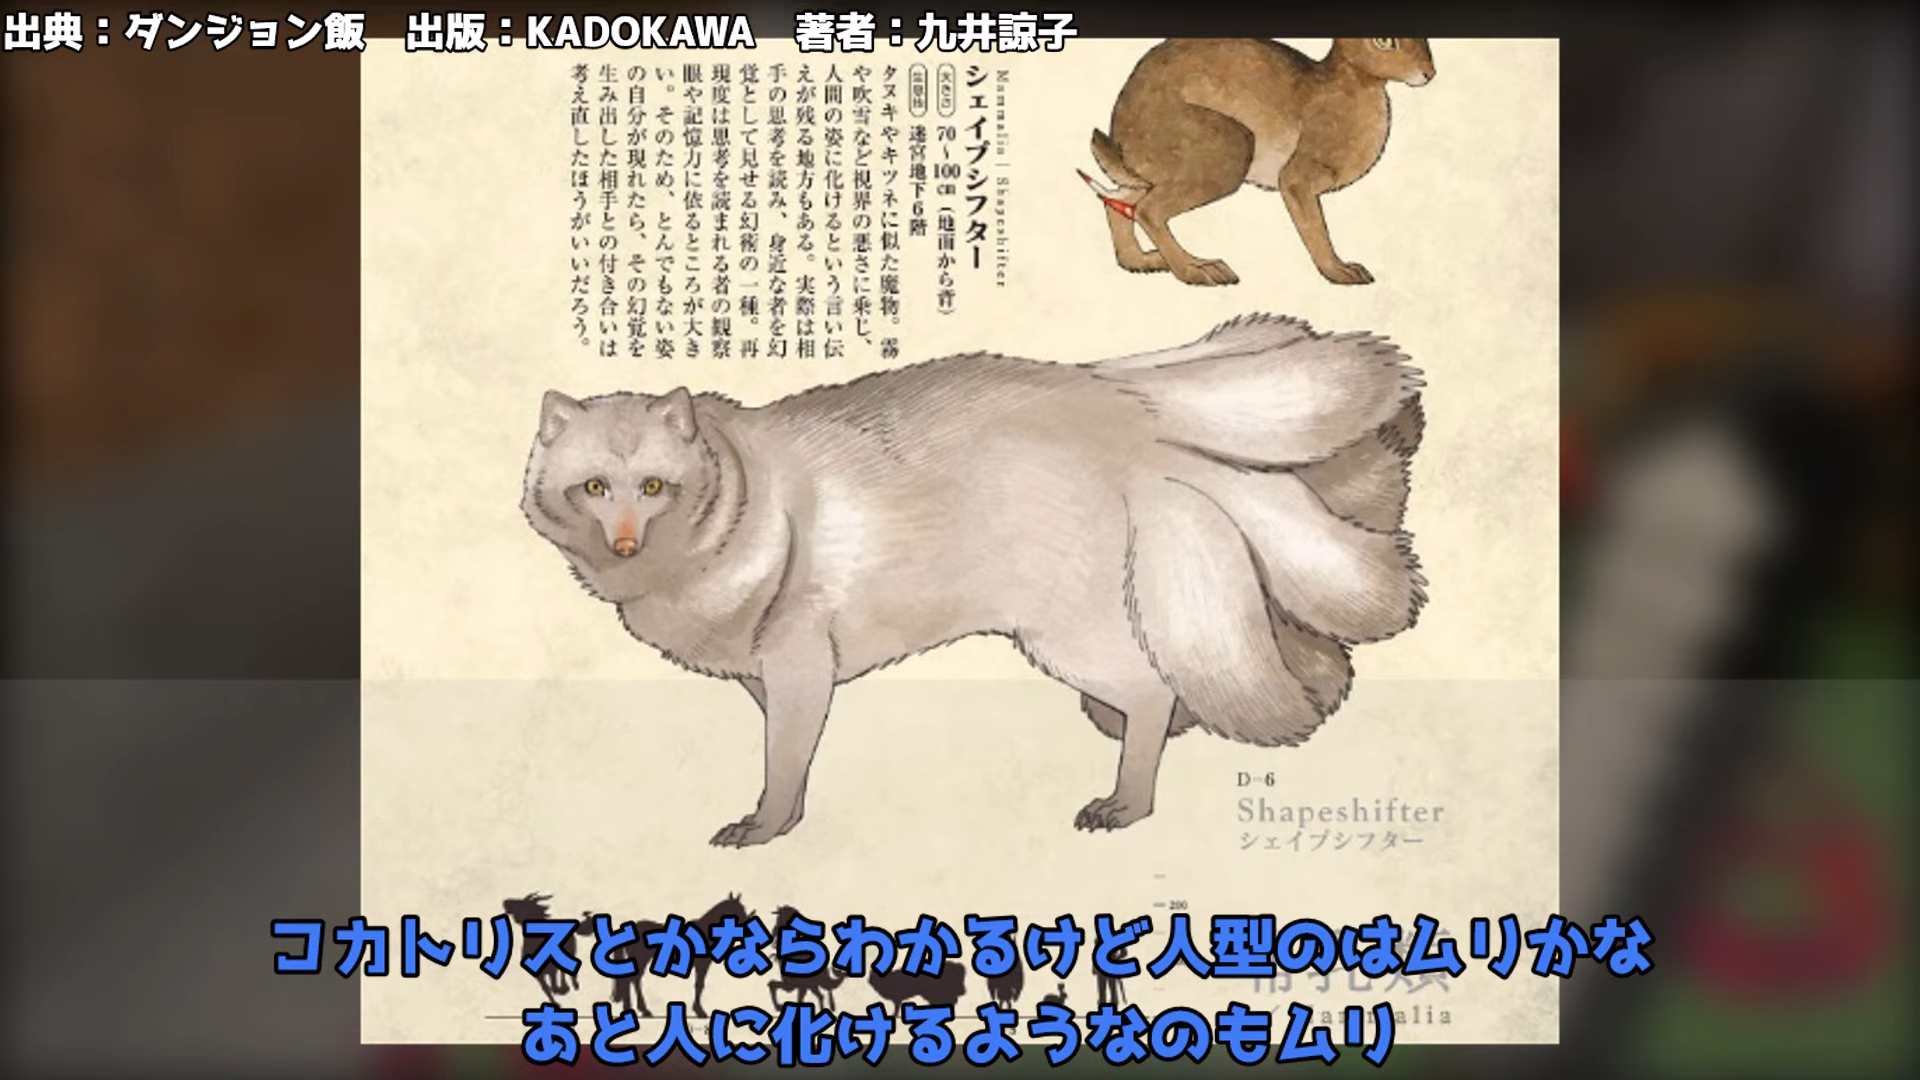 出典：ダンジョン飯　出版：KADOKAWA　著者：九井諒子
Mammalia | Shapeshifter
シェイプシフター
大きさ 70〜100㎝（地面から背）
生息地 迷宮地下6階
タヌキやキツネに似た魔物。霧
や吹雪など視界の悪さに乗じ、
人間の姿に化けるという言い伝
えが残る地方もある。実際は相
手の思考を読み、身近な者を幻
覚として見せる幻術の一種。再
現度は思考を読まれる者の観察
眼や記憶力に依るところが大き
い。そのため、とんでもない姿
の自分が現れたら、その幻覚を
生み出した相手との付き合いは
考え直したほうがいいだろう。
D-6
Shapeshifter
シェイプシフター
200
コカトリスとかならわかるけど人型のはムリかな
あと人に化けるようなのもムリ